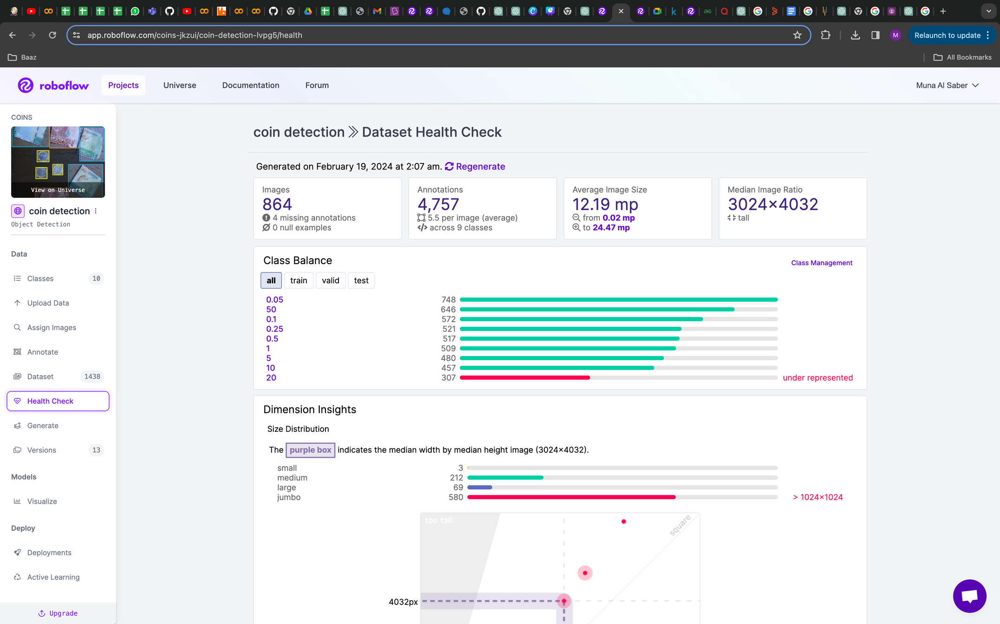 app.roboflow.com/coins-jkzui/coin-detection-lvpg5/health
M
Relaunch to update
Baaz
All Bookmarks
roboflow
Projects
Universe
Documentation
Forum
Muna Al Saber
COINS
View on Universe
coin detection
Object Detection
Data
Classes 10
Upload Data
Assign Images
Annotate
Dataset 1438
Health Check
Generate
Versions 13
Models
Visualize
Deploy
Deployments
Active Learning
Upgrade
coin detection Dataset Health Check
Generated on February 19, 2024 at 2:07 am. Regenerate
Images
864
4 missing annotations
0 null examples
Annotations
4,757
5.5 per image (average)
across 9 classes
Average Image Size
12.19 mp
from 0.02 mp
to 24.47 mp
Median Image Ratio
3024×4032
tall
Class Balance
Class Management
all train valid test
0.05 748
50 646
0.1 572
0.25 521
0.5 517
1 509
5 480
10 457
20 307 under represented
Dimension Insights
Size Distribution
The purple box indicates the median width by median height image (3024×4032).
small 3
medium 212
large 69
jumbo 580 > 1024×1024
too tall
square
4032px